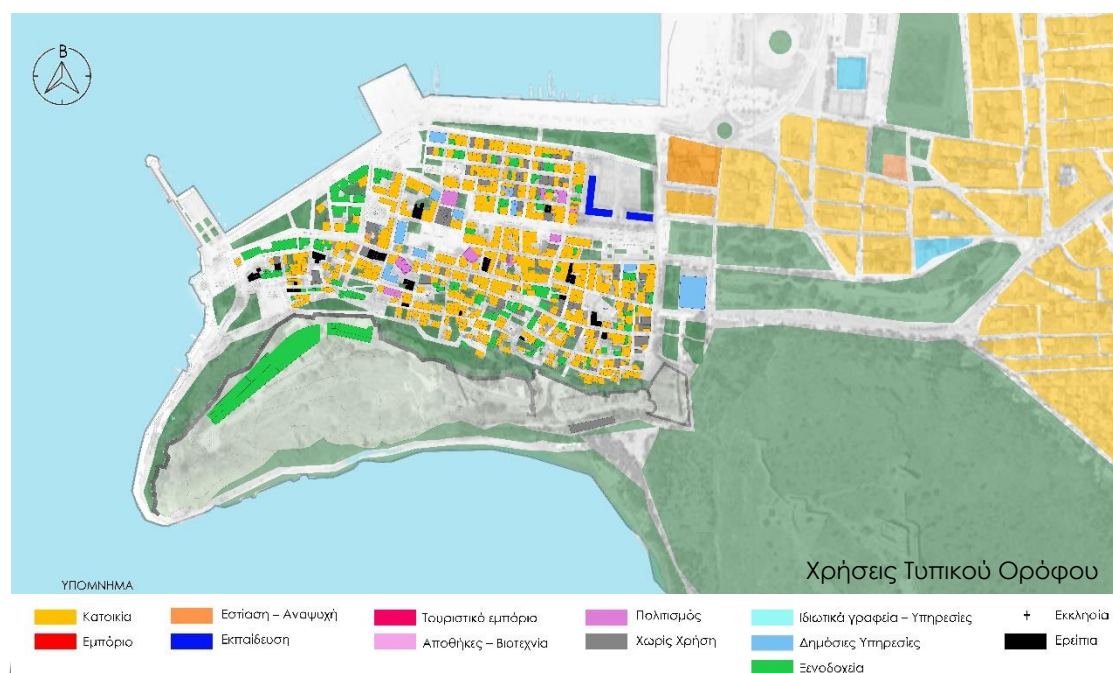 Β
Χρήσεις Τυπικού Ορόφου
ΥΠΟΜΝΗΜΑ
Κατοικία
Εμπόριο
Εστίαση – Αναψυχή
Εκπαίδευση
Τουριστικό εμπόριο
Αποθήκες – Βιοτεχνία
Πολιτισμός
Χωρίς Χρήση
Ιδιωτικά γραφεία – Υπηρεσίες
Δημόσιες Υπηρεσίες
Ξενοδοχεία
Εκκλησία
Ερείπια